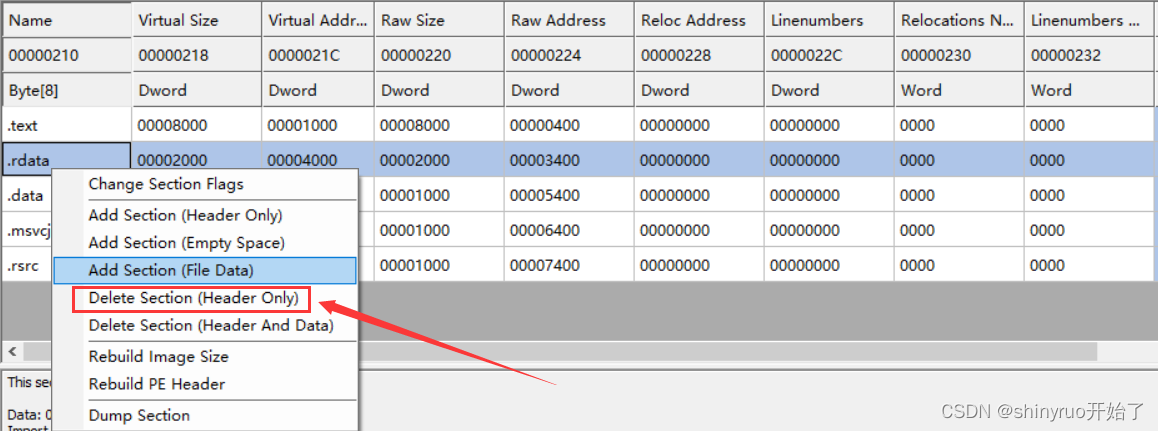 Name Virtual Size Virtual Addr... Raw Size Raw Address Reloc Address Linenumbers Relocations N... Linenumbers ...
00000210 00000218 0000021C 00000220 00000224 00000228 0000022C 00000230 00000232
Byte[8] Dword Dword Dword Dword Dword Dword Word Word
.text 00008000 00001000 00008000 00000400 00000000 00000000 0000 0000
.rdata 00002000 00004000 00002000 00003400 00000000 00000000 0000 0000
.data 00001000 00005400 00000000 00000000 0000 0000
.msvcj 00001000 00006400 00000000 00000000 0000 0000
.rsrc 00001000 00007400 00000000 00000000 0000 0000
Change Section Flags
Add Section (Header Only)
Add Section (Empty Space)
Add Section (File Data)
Delete Section (Header Only)
Delete Section (Header And Data)
Rebuild Image Size
Rebuild PE Header
Dump Section
This
Data:
CSDN @shinyruo开始了